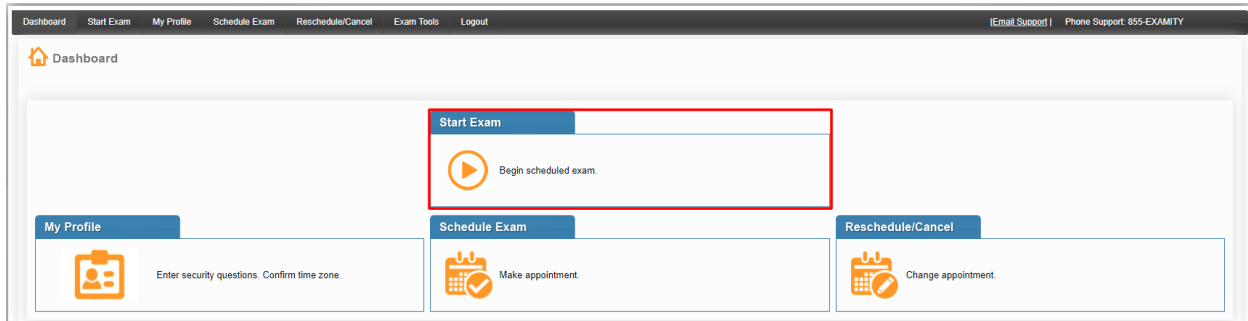 Dashboard Start Exam My Profile Schedule Exam Reschedule/Cancel Exam Tools Logout |Email Support| Phone Support: 855-EXAMITY
Dashboard
Start Exam
Begin scheduled exam.
My Profile
Enter security questions. Confirm time zone.
Schedule Exam
Make appointment.
Reschedule/Cancel
Change appointment.